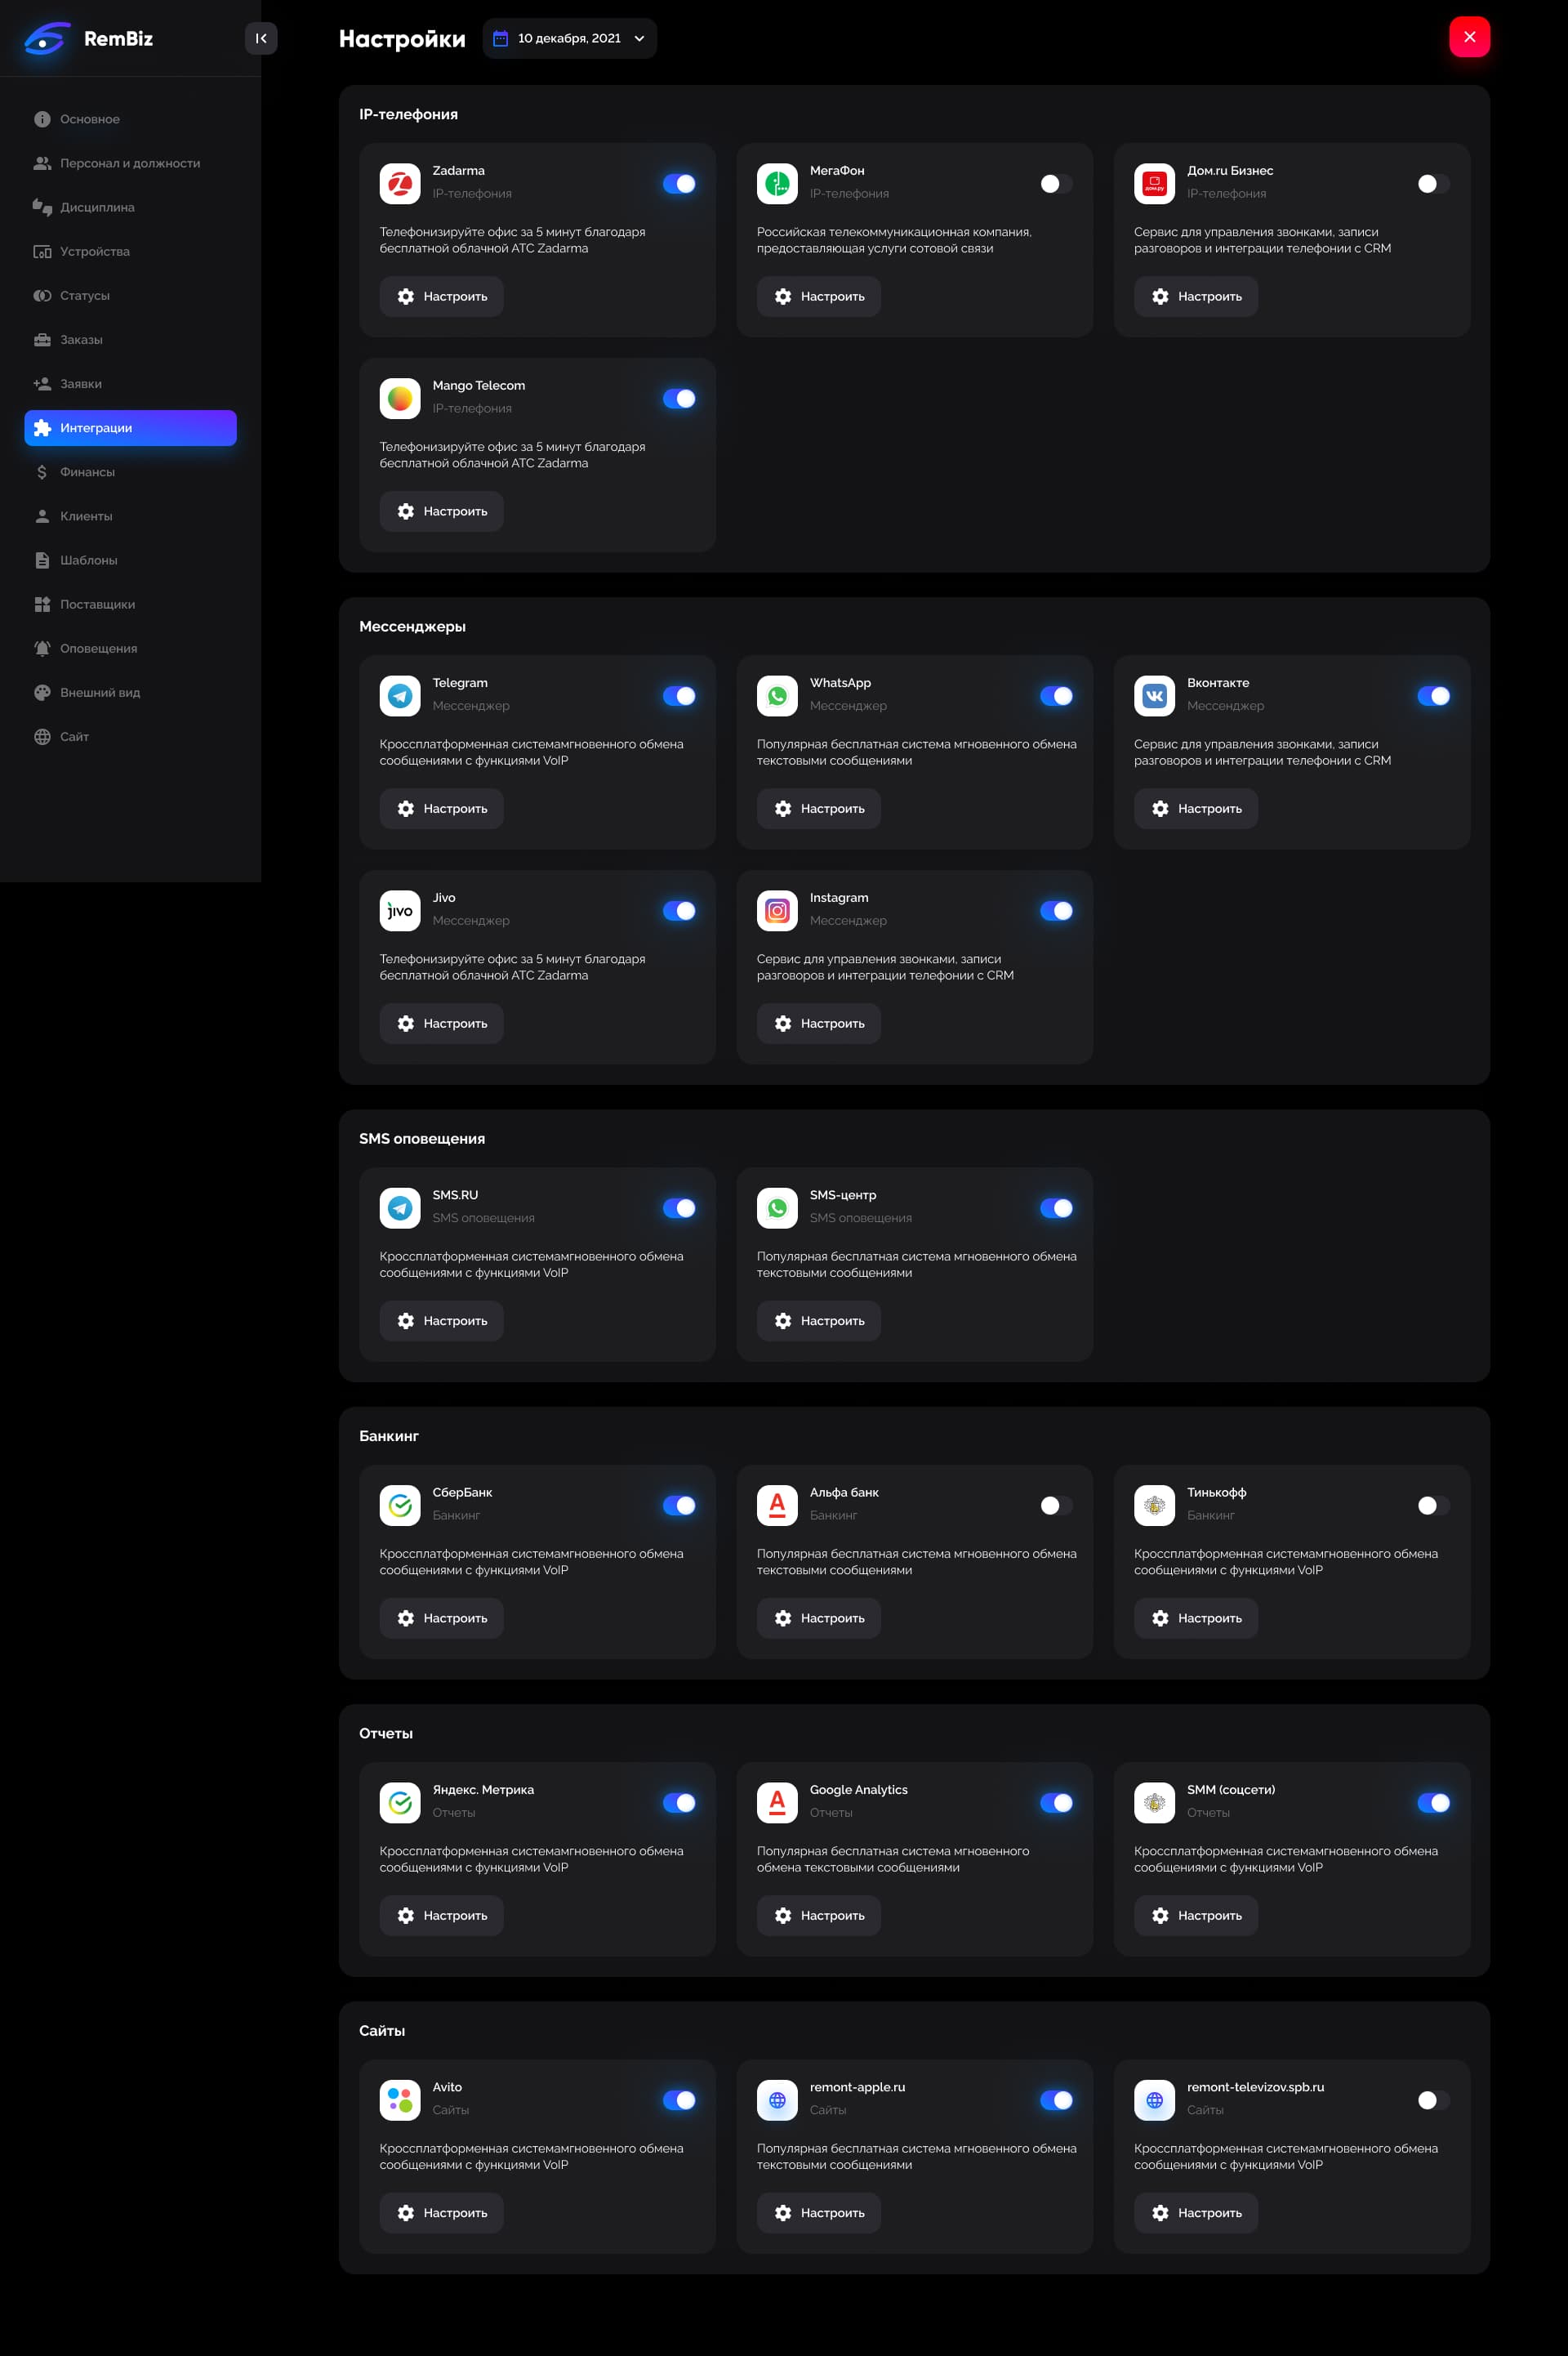 RemBiz
Основное
Персонал и должности
Дисциплина
Устройства
Статусы
Заказы
Заявки
Интеграции
Финансы
Клиенты
Шаблоны
Поставщики
Оповещения
Внешний вид
Сайт
Настройки
10 декабря, 2021
IP-телефония
Zadarma
IP-телефония
Телефонизируйте офис за 5 минут благодаря
бесплатной облачной АТС Zadarma
Настроить
МегаФон
IP-телефония
Российская телекоммуникационная компания,
предоставляющая услуги сотовой связи
Настроить
дом.ру
Дом.ru Бизнес
IP-телефония
Сервис для управления звонками, записи
разговоров и интеграции телефонии с CRM
Настроить
Mango Telecom
IP-телефония
Телефонизируйте офис за 5 минут благодаря
бесплатной облачной АТС Zadarma
Настроить
Мессенджеры
Telegram
Мессенджер
Кроссплатформенная системамгновенного обмена
сообщениями с функциями VoIP
Настроить
WhatsApp
Мессенджер
Популярная бесплатная система мгновенного обмена
текстовыми сообщениями
Настроить
Вконтакте
Мессенджер
Сервис для управления звонками, записи
разговоров и интеграции телефонии с CRM
Настроить
jivo
Jivo
Мессенджер
Телефонизируйте офис за 5 минут благодаря
бесплатной облачной АТС Zadarma
Настроить
Instagram
Мессенджер
Сервис для управления звонками, записи
разговоров и интеграции телефонии с CRM
Настроить
SMS оповещения
SMS.RU
SMS оповещения
Кроссплатформенная системамгновенного обмена
сообщениями с функциями VoIP
Настроить
SMS-центр
SMS оповещения
Популярная бесплатная система мгновенного обмена
текстовыми сообщениями
Настроить
Банкинг
СберБанк
Банкинг
Кроссплатформенная системамгновенного обмена
сообщениями с функциями VoIP
Настроить
А
Альфа банк
Банкинг
Популярная бесплатная система мгновенного обмена
текстовыми сообщениями
Настроить
Тинькофф
Банкинг
Кроссплатформенная системамгновенного обмена
сообщениями с функциями VoIP
Настроить
Отчеты
Яндекс. Метрика
Отчеты
Кроссплатформенная системамгновенного обмена
сообщениями с функциями VoIP
Настроить
А
Google Analytics
Отчеты
Популярная бесплатная система мгновенного
обмена текстовыми сообщениями
Настроить
SMM (соцсети)
Отчеты
Кроссплатформенная системамгновенного обмена
сообщениями с функциями VoIP
Настроить
Сайты
Avito
Сайты
Кроссплатформенная системамгновенного обмена
сообщениями с функциями VoIP
Настроить
remont-apple.ru
Сайты
Популярная бесплатная система мгновенного обмена
текстовыми сообщениями
Настроить
remont-televizov.spb.ru
Сайты
Кроссплатформенная системамгновенного обмена
сообщениями с функциями VoIP
Настроить